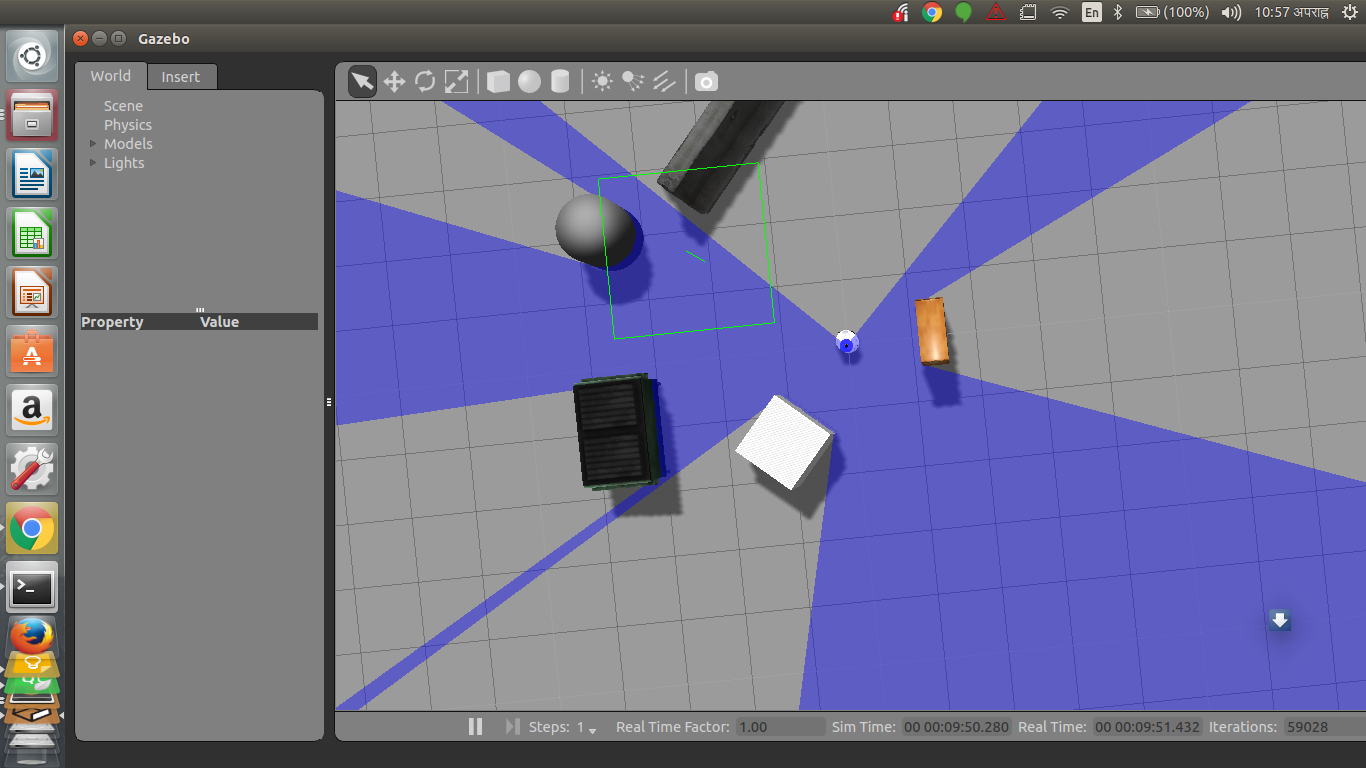 En (100%) 10:57 अपराह्न
Gazebo
World Insert
Scene
Physics
Models
Lights
Property Value
a
>_
Steps: 1 Real Time Factor: 1.00 Sim Time: 00 00:09:50.280 Real Time: 00 00:09:51.432 Iterations: 59028